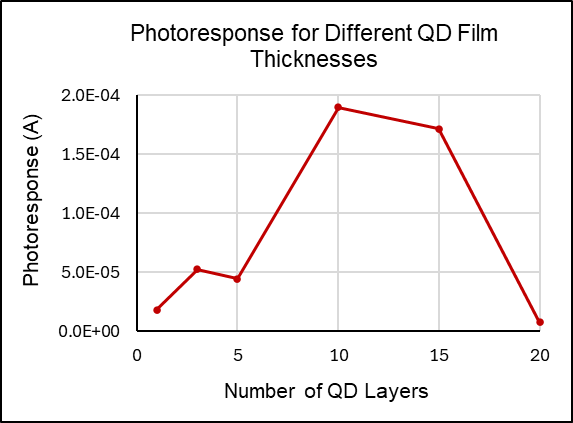 Photoresponse for Different QD Film
Thicknesses
2.0E-04
1.5E-04
1.0E-04
5.0E-05
0.0E+00
Photoresponse (A)
0 5 10 15 20
Number of QD Layers